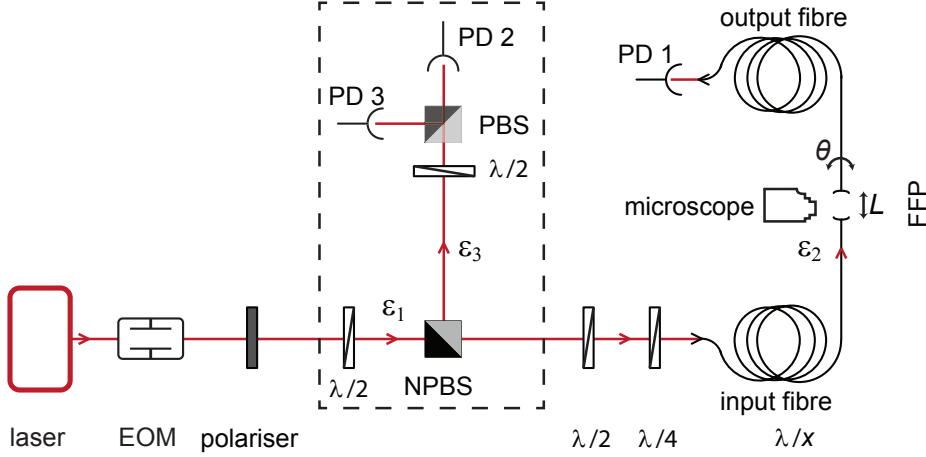 output fibre
PD 2
PD 1
PD 3
PBS
λ/2
θ
microscope
L
FFP
ε3
ε2
ε1
λ/2
NPBS
input fibre
laser
EOM
polariser
λ/2
λ/4
λ/x